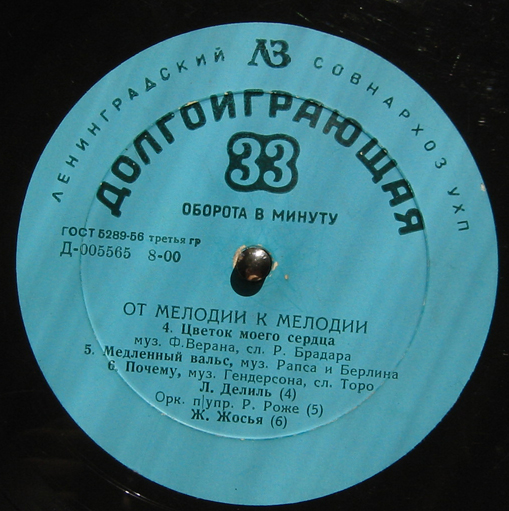 ЛЕНИНГРАДСКИЙ ЛЗ СОВНАРХОЗ УХП
ДОЛГОИГРАЮЩАЯ
33
ОБОРОТА В МИНУТУ
ГОСТ 5289-56 третья гр
Д-005565 8-00
ОТ МЕЛОДИИ К МЕЛОДИИ
4. Цветок моего сердца
муз. Ф.Верана, сл. Р. Брадара
5. Медленный вальс, муз. Рапса и Берлина
6. Почему, муз. Гендерсона, сл. Торо
Л. Делиль (4)
Орк. п/упр. Р. Роже (5)
Ж. Жосья (6)